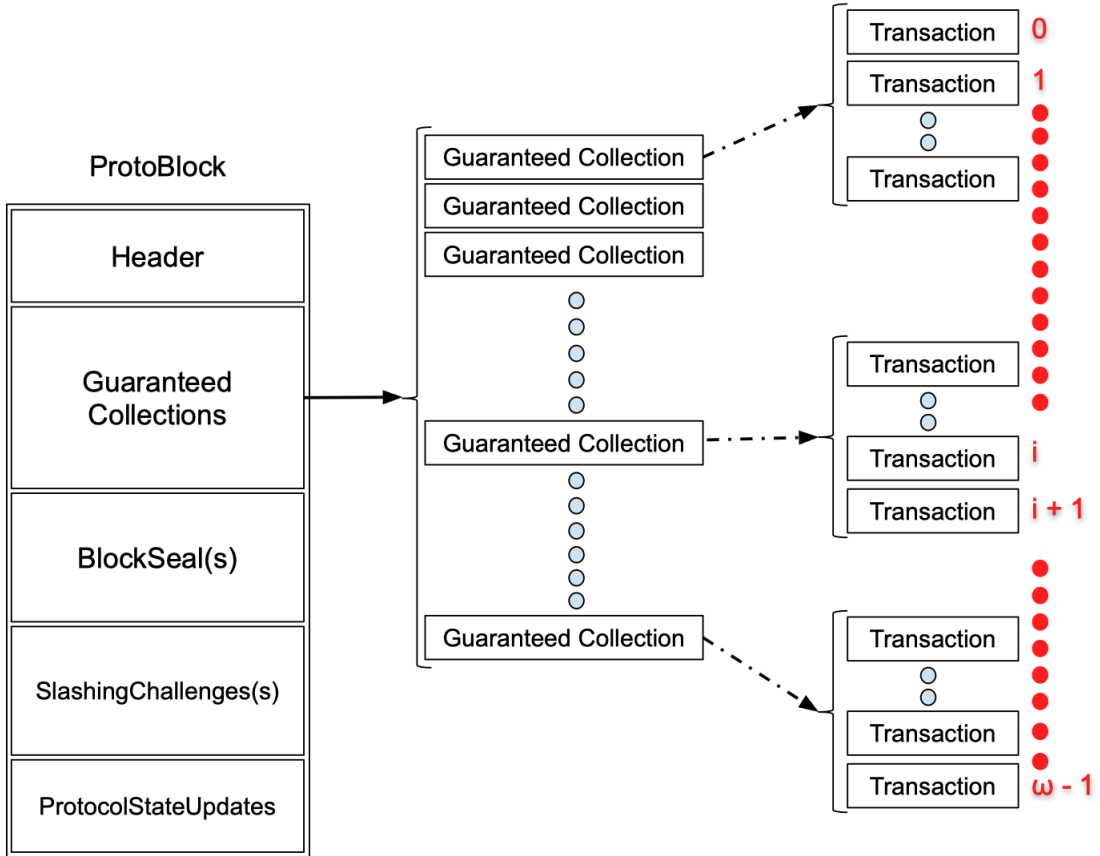 ProtoBlock
Header
Guaranteed
Collections
BlockSeal(s)
SlashingChallenges(s)
ProtocolStateUpdates
Guaranteed Collection
Guaranteed Collection
Guaranteed Collection
Guaranteed Collection
Guaranteed Collection
Transaction 0
Transaction 1
Transaction
Transaction
Transaction i
Transaction i + 1
Transaction
Transaction
Transaction ω - 1